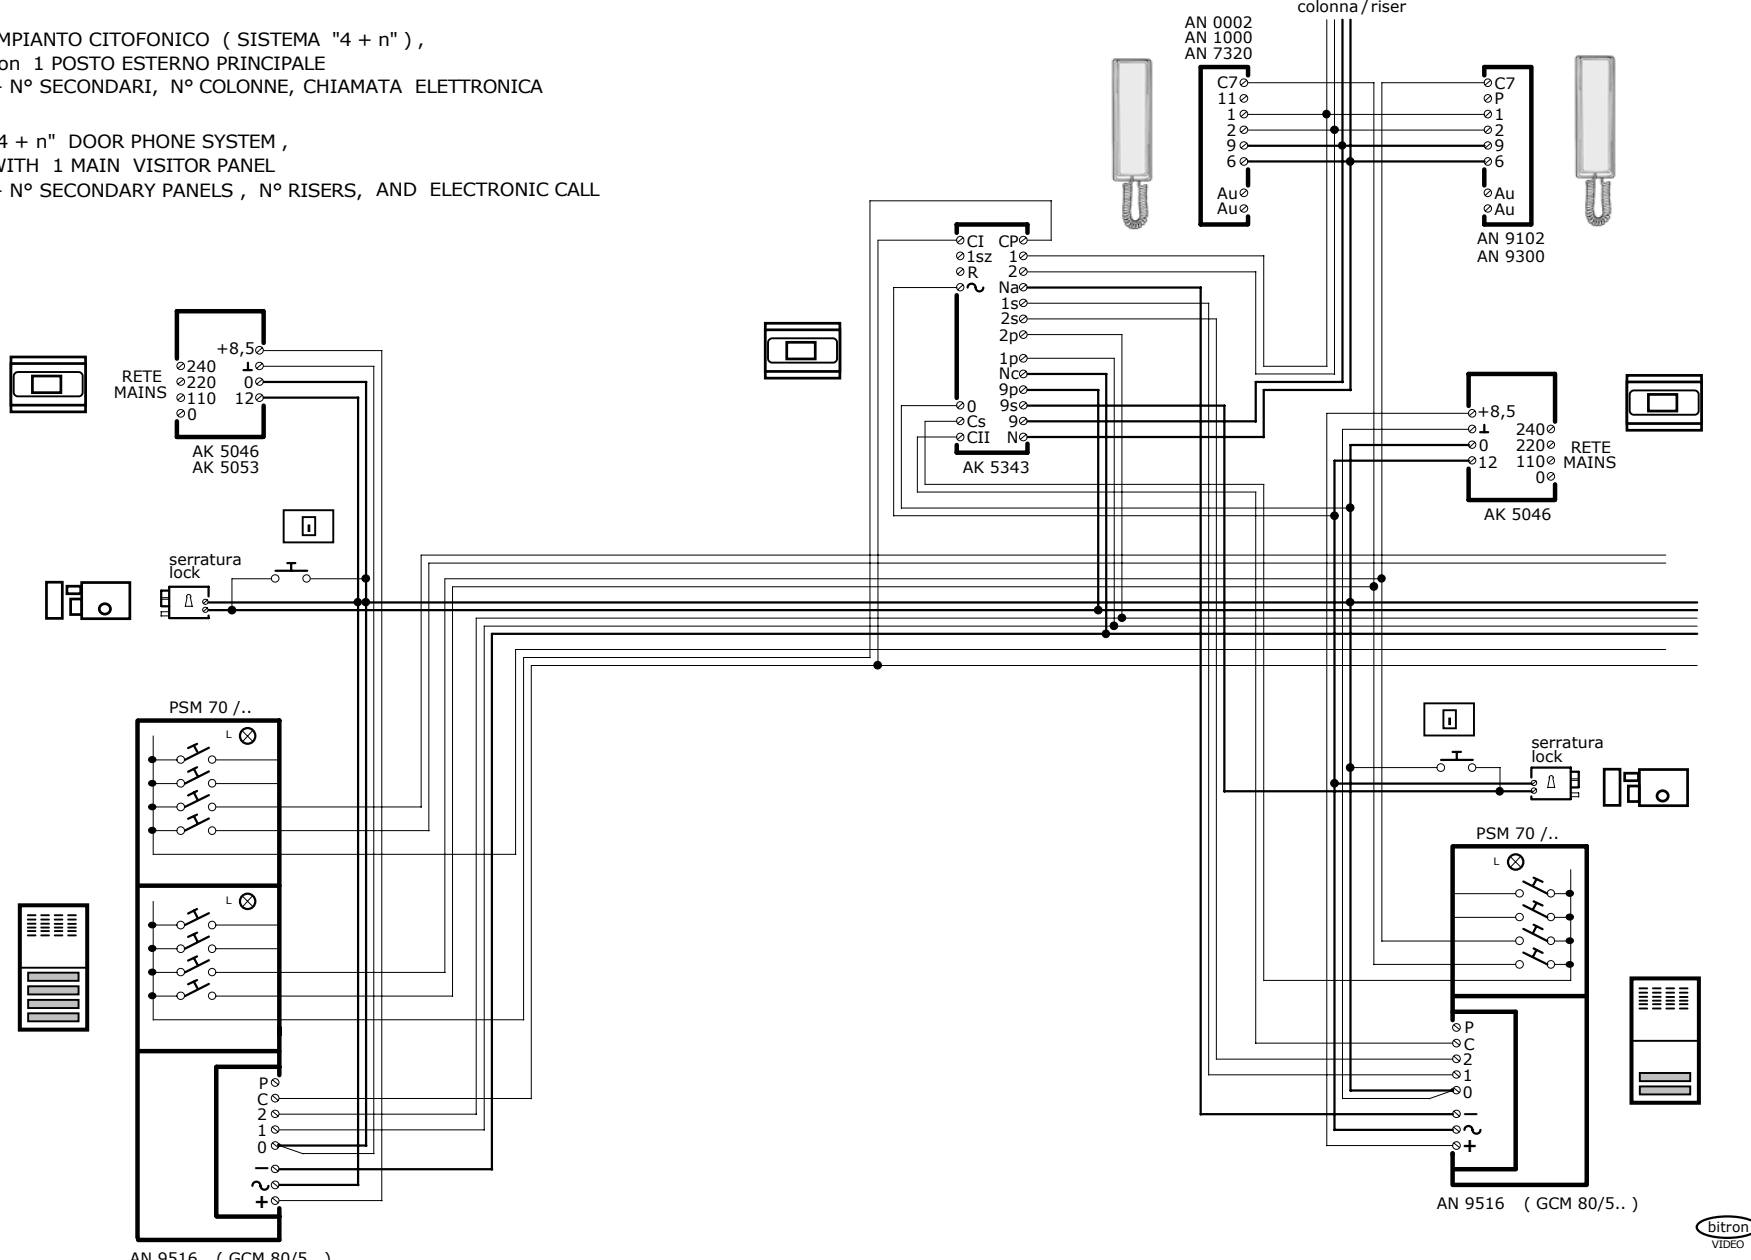 colonna/riser
MPIANTO CITOFONICO ( SISTEMA "4 + n" ) ,
on 1 POSTO ESTERNO PRINCIPALE
- N° SECONDARI, N° COLONNE, CHIAMATA ELETTRONICA
4 + n" DOOR PHONE SYSTEM ,
WITH 1 MAIN VISITOR PANEL
- N° SECONDARY PANELS , N° RISERS, AND ELECTRONIC CALL
AN 0002
AN 1000
AN 7320
C7
11
1
2
9
6
Au
Au
C7
P
1
2
9
6
Au
Au
AN 9102
AN 9300
CI CP
1sz 1
R 2
Na
1s
2s
2p
1p
Nc
9p
0 9s
Cs 9
CII N
AK 5343
+8,5
240 ⊥
220 0
110 12
0
RETE
MAINS
AK 5046
AK 5053
+8,5
⊥ 240
0 220
12 110
0
RETE
MAINS
AK 5046
serratura
lock
PSM 70 /..
L
L
P
C
2
1
0
−
∿
+
AN 9516 ( GCM 80/5.. )
serratura
lock
PSM 70 /..
L
P
C
2
1
0
−
∿
+
AN 9516 ( GCM 80/5.. )
bitron
VIDEO